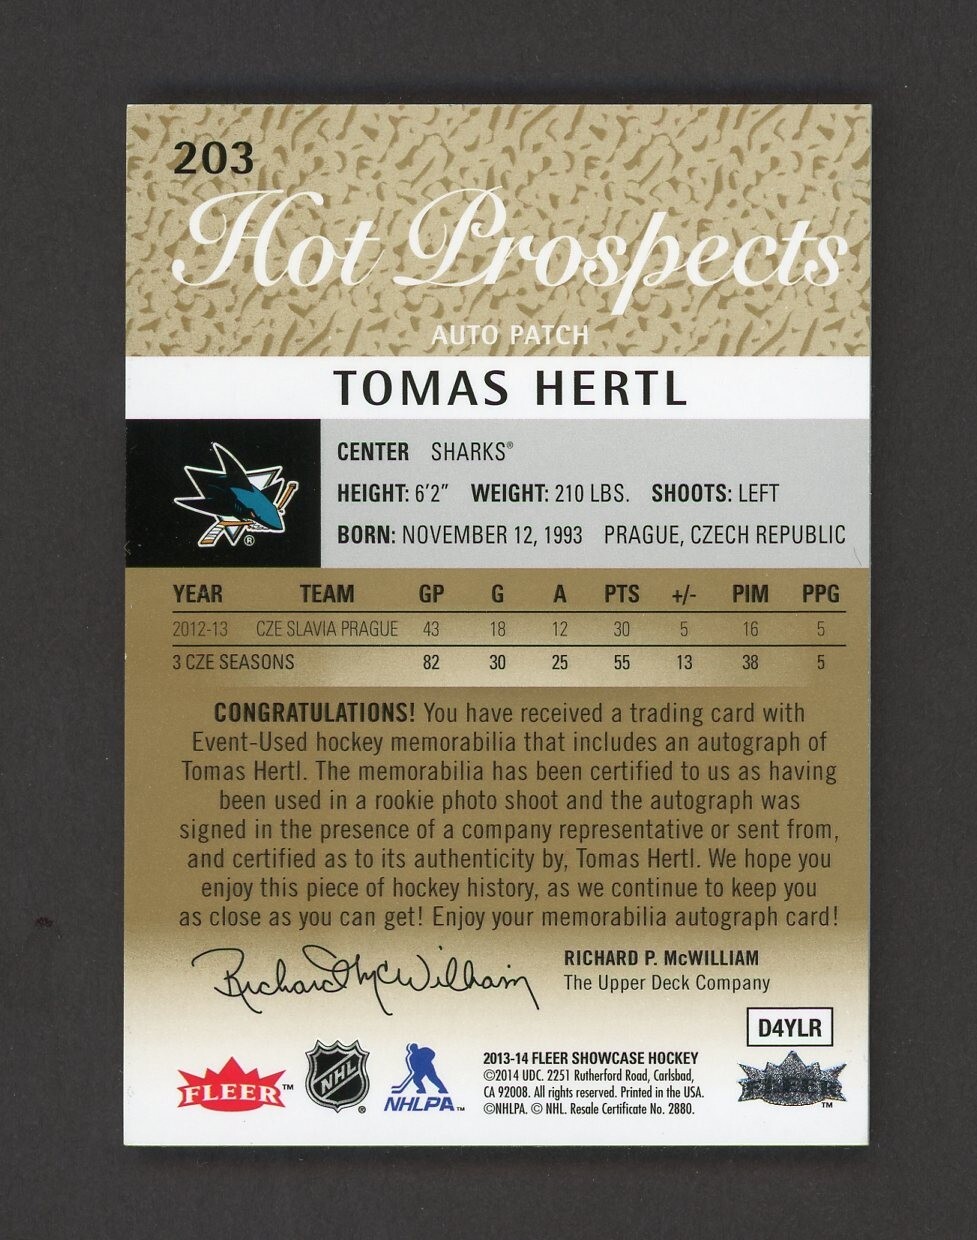 203
Hot Prospects
AUTO PATCH
TOMAS HERTL
CENTER SHARKS®
HEIGHT: 6'2" WEIGHT: 210 LBS. SHOOTS: LEFT
BORN: NOVEMBER 12, 1993 PRAGUE, CZECH REPUBLIC
®
YEAR TEAM GP G A PTS +/- PIM PPG
2012-13 CZE SLAVIA PRAGUE 43 18 12 30 5 16 5
3 CZE SEASONS 82 30 25 55 13 38 5
CONGRATULATIONS! You have received a trading card with
Event-Used hockey memorabilia that includes an autograph of
Tomas Hertl. The memorabilia has been certified to us as having
been used in a rookie photo shoot and the autograph was
signed in the presence of a company representative or sent from,
and certified as to its authenticity by, Tomas Hertl. We hope you
enjoy this piece of hockey history, as we continue to keep you
as close as you can get! Enjoy your memorabilia autograph card!
Richard McWilliam
RICHARD P. McWILLIAM
The Upper Deck Company
D4YLR
FLEER™
NHL®
NHLPA™
2013-14 FLEER SHOWCASE HOCKEY
©2014 UDC. 2251 Rutherford Road, Carlsbad,
CA 92008. All rights reserved. Printed in the USA.
©NHLPA. © NHL. Resale Certificate No. 2880.
FLEER™